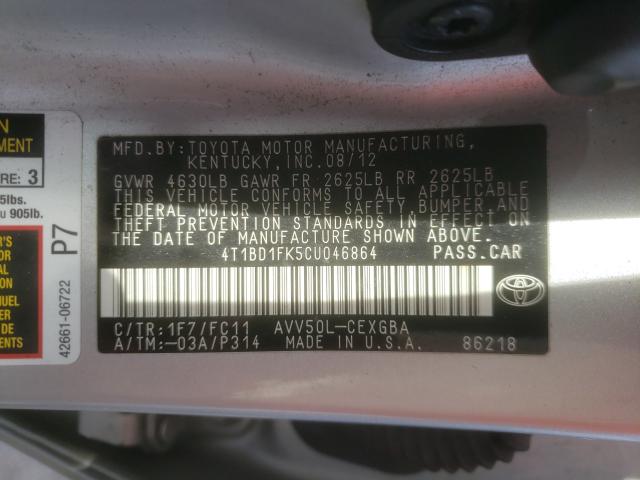 N
EMENT
RE: 3
5lbs.
u 905lb.
R'S
P7
42661-06722
MFD.BY: TOYOTA MOTOR MANUFACTURING,
KENTUCKY, INC. 08/12
GVWR 4630LB GAWR FR 2625LB RR 2625LB
THIS VEHICLE CONFORMS TO ALL APPLICABLE
FEDERAL MOTOR VEHICLE SAFETY, BUMPER, AND
THEFT PREVENTION STANDARDS IN EFFECT ON
THE DATE OF MANUFACTURE SHOWN ABOVE.
4T1BD1FK5CU046864 PASS.CAR
C/TR: 1F7/FC11 AVV50L-CEXGBA
A/TM: -03A/P314 MADE IN U.S.A. 86218
TOYOTA